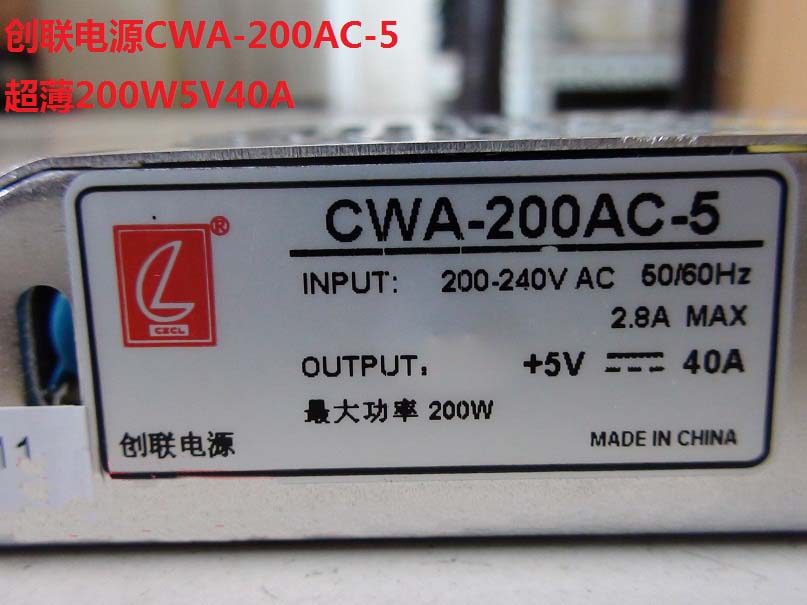 创联电源CWA-200AC-5
超薄200W5V40A
CWA-200AC-5
INPUT: 200-240V AC 50/60Hz
2.8A MAX
OUTPUT: +5V ⎓ 40A
最大功率 200W
®
CZCL
创联电源
MADE IN CHINA
11